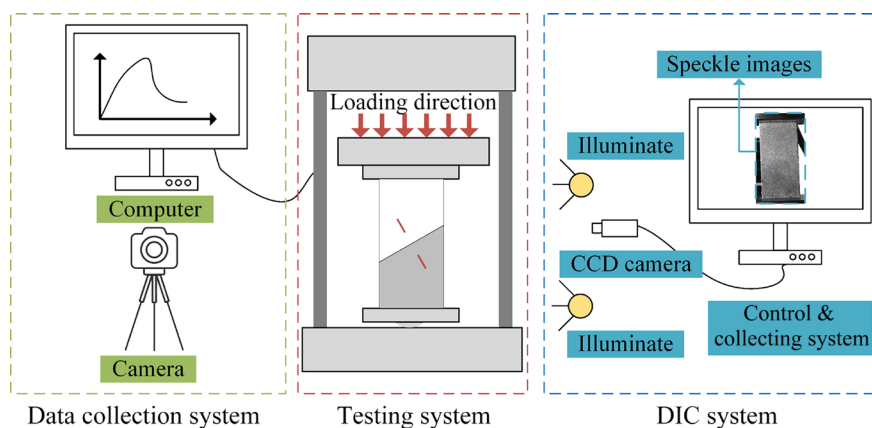 Computer
Camera
Data collection system
Loading direction
Testing system
Speckle images
Illuminate
CCD camera
Illuminate
Control &
collecting system
DIC system